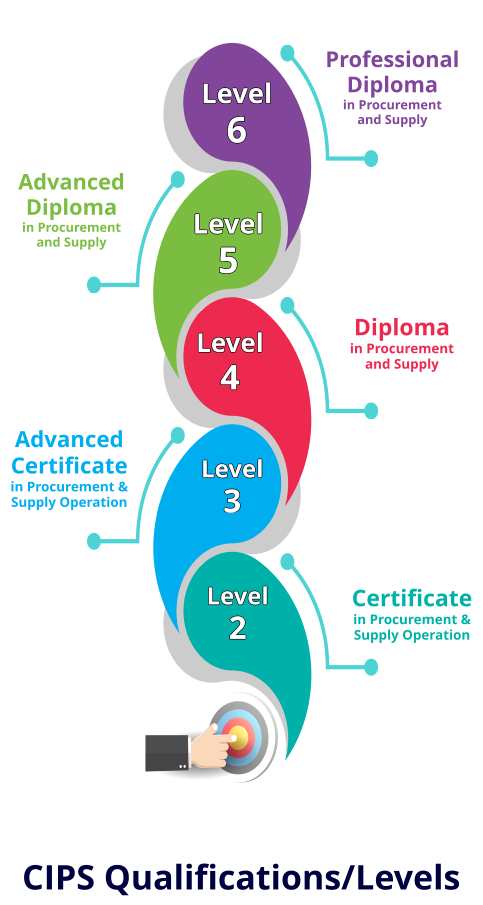 Level
6
Professional
Diploma
in Procurement
and Supply
Advanced
Diploma
in Procurement
and Supply
Level
5
Level
4
Diploma
in Procurement
and Supply
Advanced
Certificate
in Procurement &
Supply Operation
Level
3
Level
2
Certificate
in Procurement &
Supply Operation
CIPS Qualifications/Levels